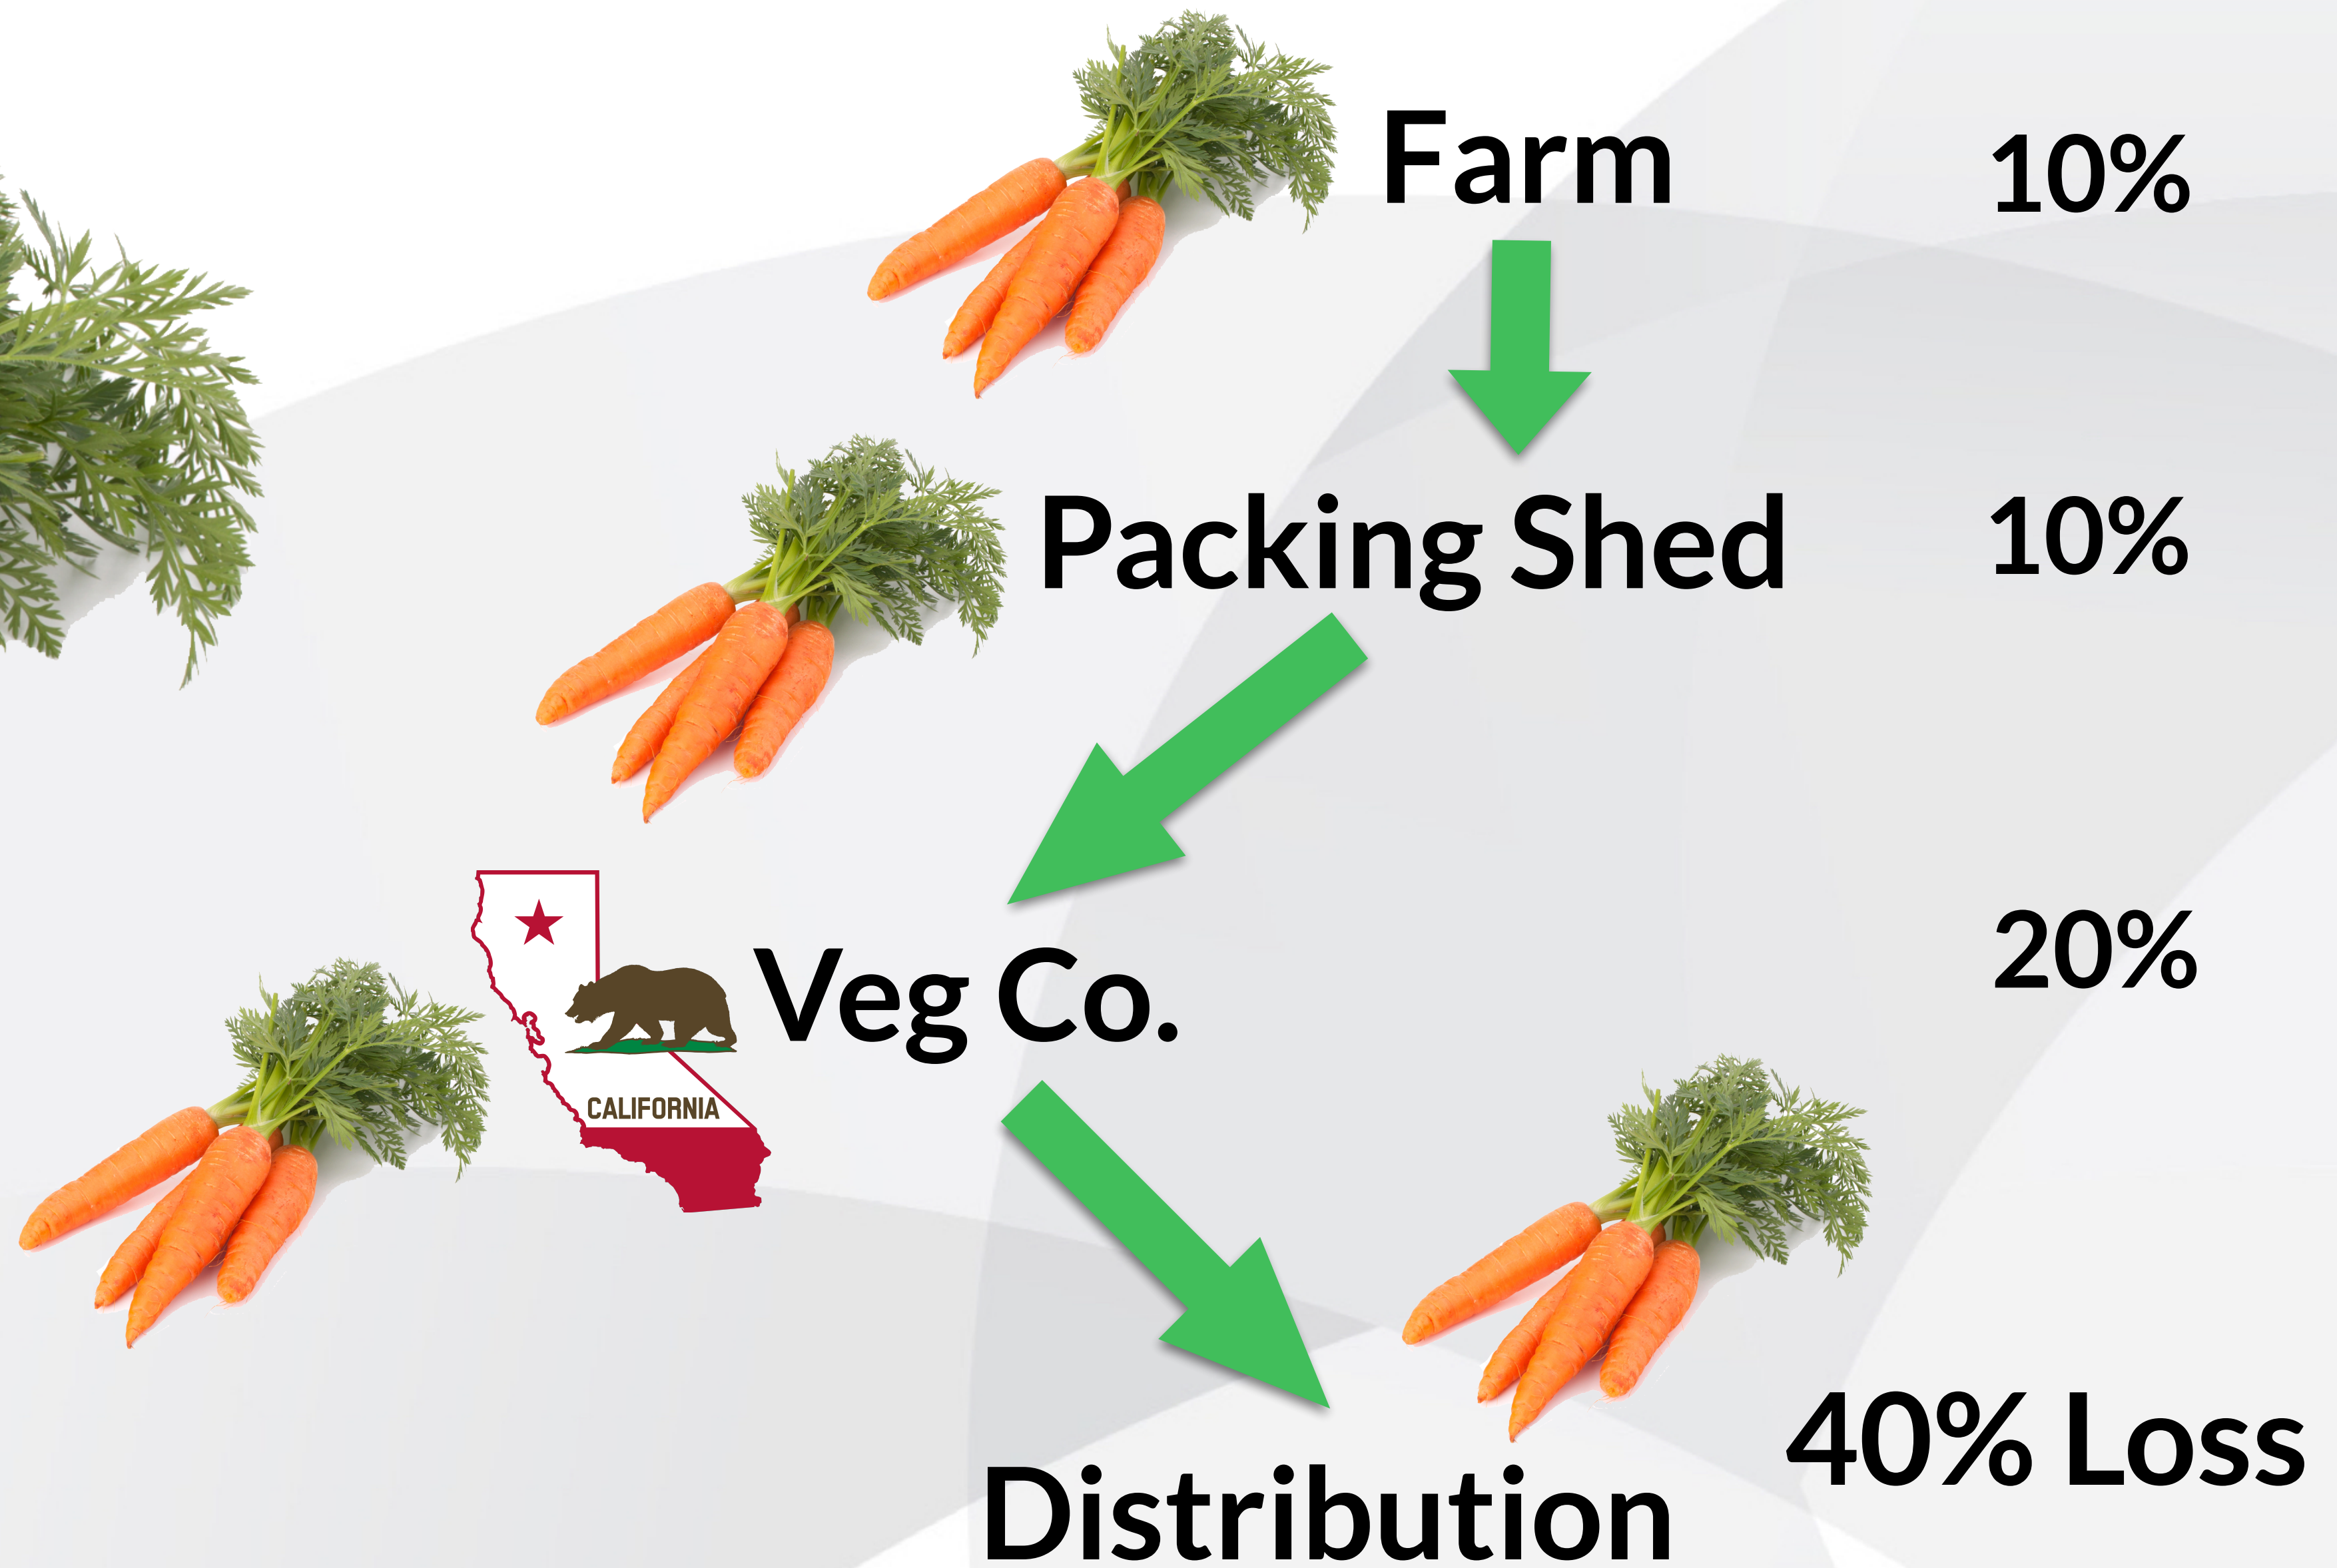 Farm 10%
Packing Shed 10%
20%
Veg Co.
CALIFORNIA
40% Loss
Distribution